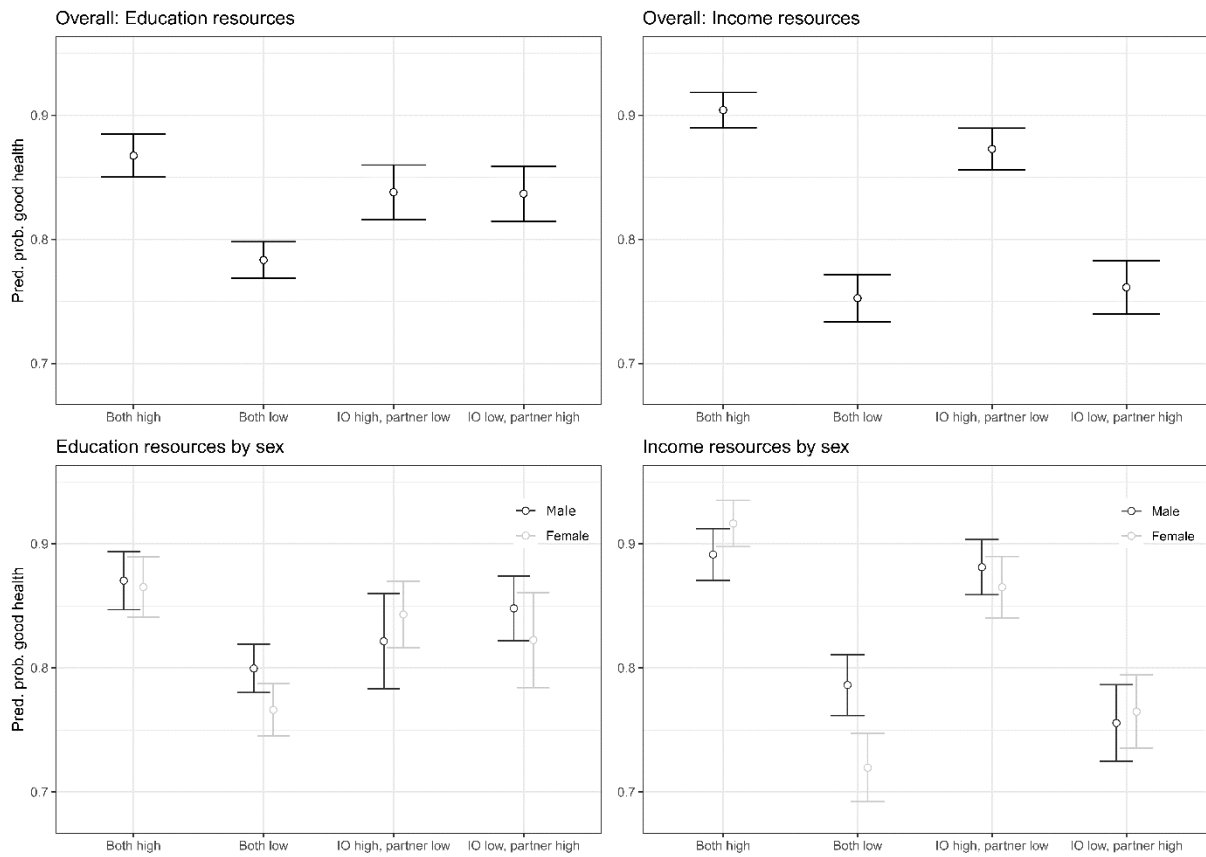 Overall: Education resources
Overall: Income resources
Pred. prob. good health
0.9
0.8
0.7
0.9
0.8
0.7
Both high
Both low
IO high, partner low
IO low, partner high
Both high
Both low
IO high, partner low
IO low, partner high
Education resources by sex
Income resources by sex
Pred. prob. good health
0.9
0.8
0.7
Male
Female
0.9
0.8
0.7
Male
Female
Both high
Both low
IO high, partner low
IO low, partner high
Both high
Both low
IO high, partner low
IO low, partner high